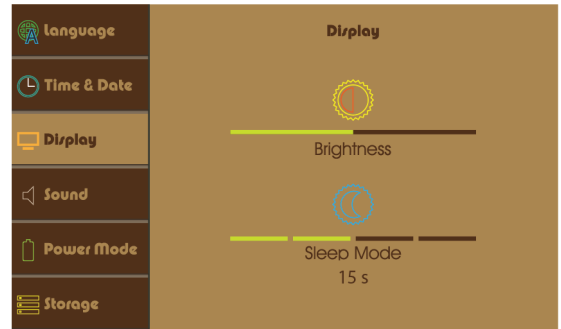 Language
Time & Date
Display
Sound
Power Mode
Storage
Display
Brightness
Sleep Mode
15 s